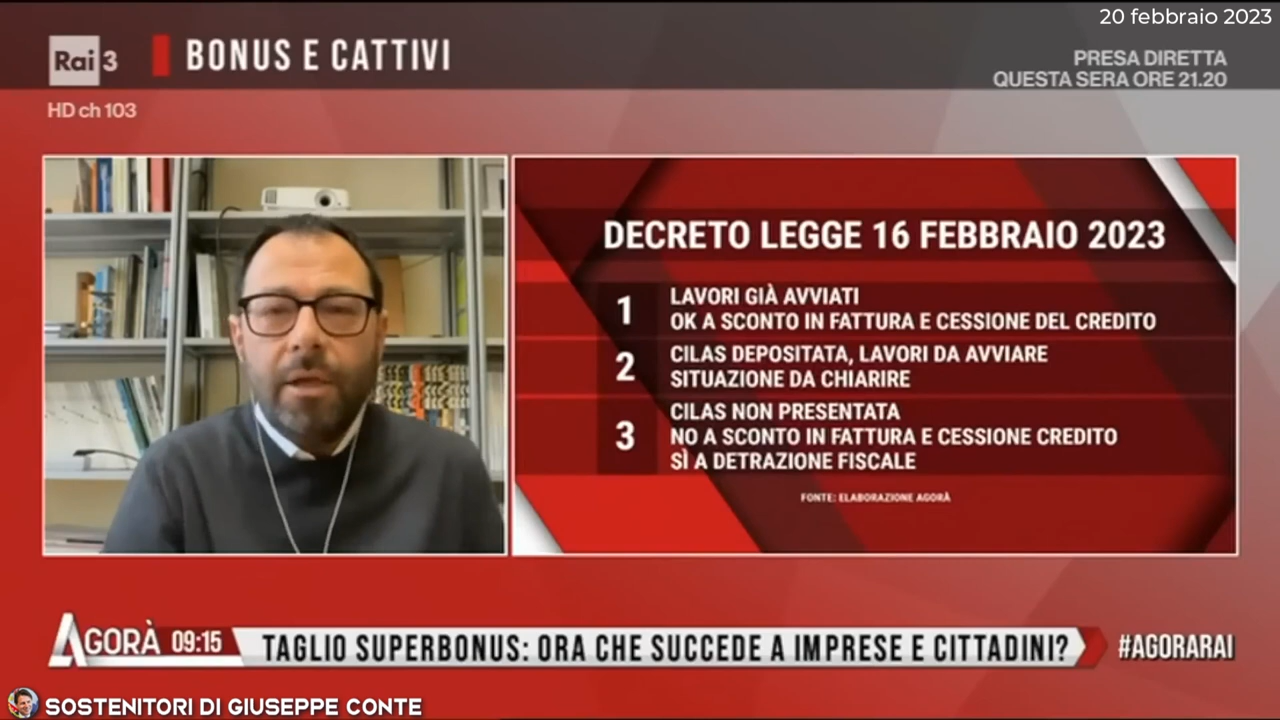 20 febbraio 2023
Rai 3
BONUS E CATTIVI
PRESA DIRETTA
QUESTA SERA ORE 21.20
HD ch 103
DECRETO LEGGE 16 FEBBRAIO 2023
1
LAVORI GIÀ AVVIATI
OK A SCONTO IN FATTURA E CESSIONE DEL CREDITO
2
CILAS DEPOSITATA, LAVORI DA AVVIARE
SITUAZIONE DA CHIARIRE
3
CILAS NON PRESENTATA
NO A SCONTO IN FATTURA E CESSIONE CREDITO
SÌ A DETRAZIONE FISCALE
FONTE: ELABORAZIONE AGORÀ
AGORÀ 09:15
TAGLIO SUPERBONUS: ORA CHE SUCCEDE A IMPRESE E CITTADINI?
#AGORARAI
SOSTENITORI DI GIUSEPPE CONTE